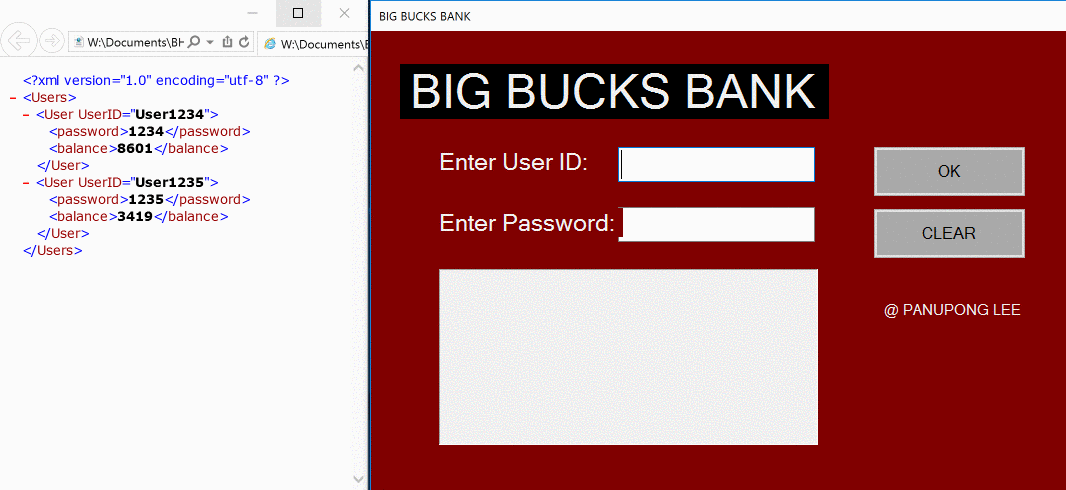 W:\Documents\BH
W:\Documents\B
<?xml version="1.0" encoding="utf-8" ?>
– <Users>
– <User UserID="User1234">
<password>1234</password>
<balance>8601</balance>
</User>
– <User UserID="User1235">
<password>1235</password>
<balance>3419</balance>
</User>
</Users>
BIG BUCKS BANK
BIG BUCKS BANK
Enter User ID:
OK
Enter Password:
CLEAR
@ PANUPONG LEE